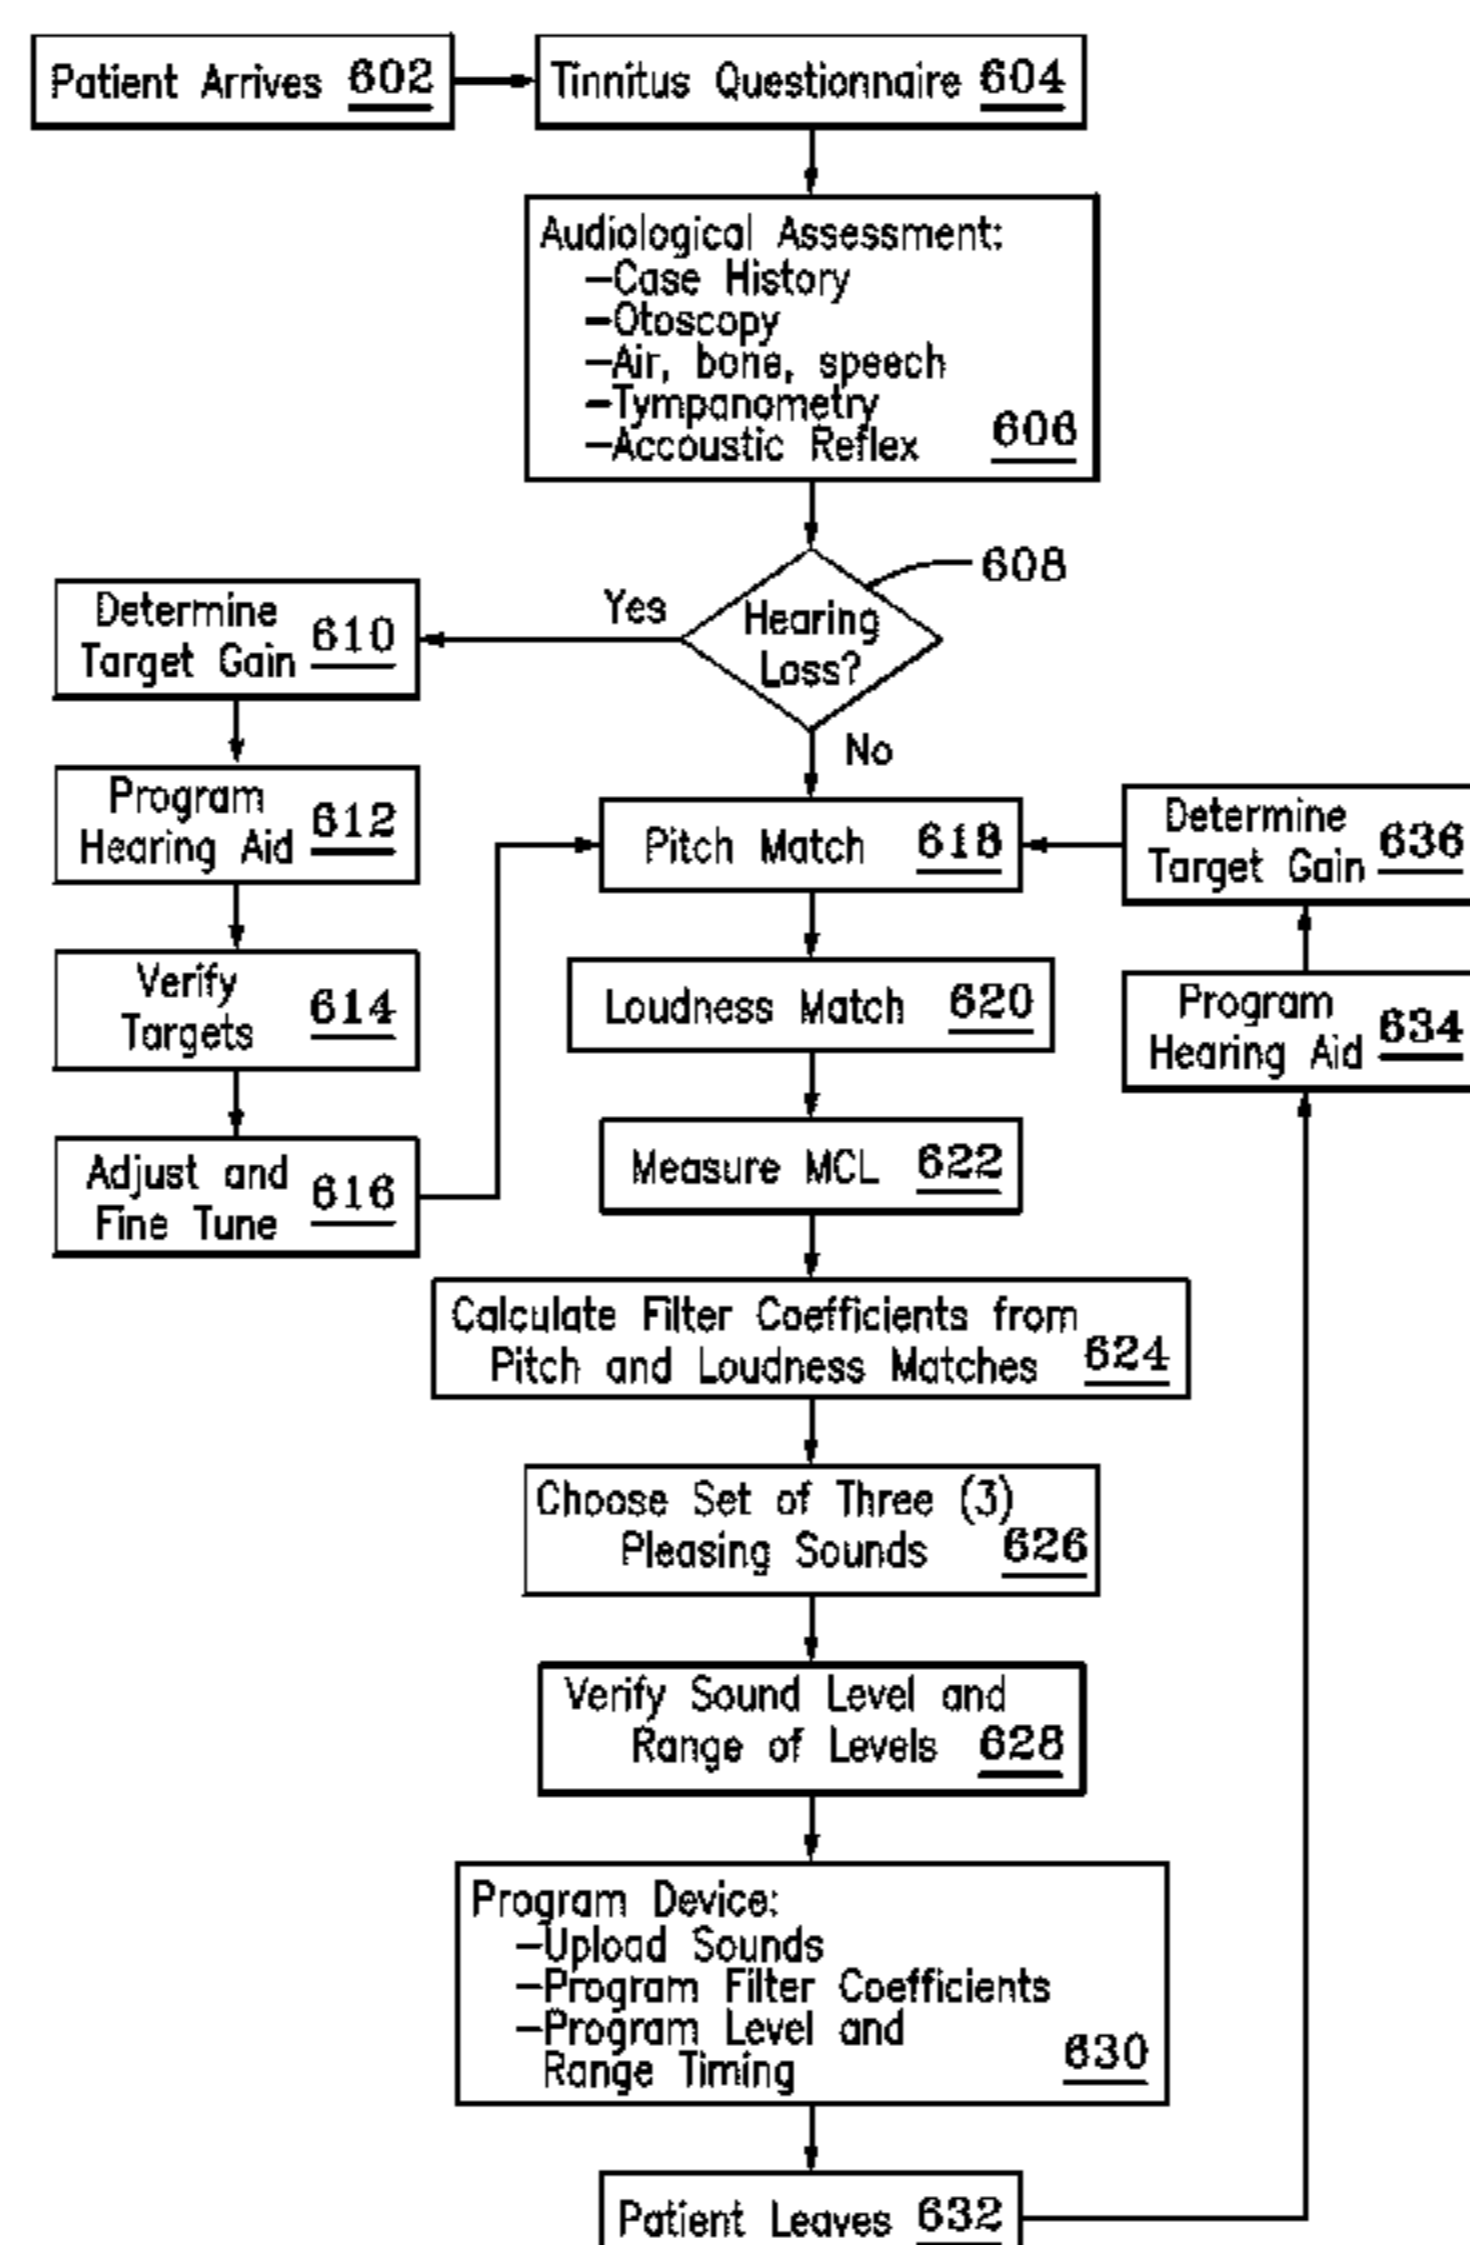 Patient Arrives 602
Tinnitus Questionnaire 604
Audiological Assessment:
-Case History
-Otoscopy
-Air, bone, speech
-Tympanometry
-Accoustic Reflex 606
608
Hearing
Loss?
Yes
No
Determine
Target Gain 610
Program
Hearing Aid 612
Verify
Targets 614
Adjust and
Fine Tune 616
Pitch Match 618
Loudness Match 620
Measure MCL 622
Calculate Filter Coefficients from
Pitch and Loudness Matches 624
Choose Set of Three (3)
Pleasing Sounds 626
Verify Sound Level and
Range of Levels 628
Program Device:
-Upload Sounds
-Program Filter Coefficients
-Program Level and
Range Timing 630
Patient Leaves 632
Program
Hearing Aid 634
Determine
Target Gain 636